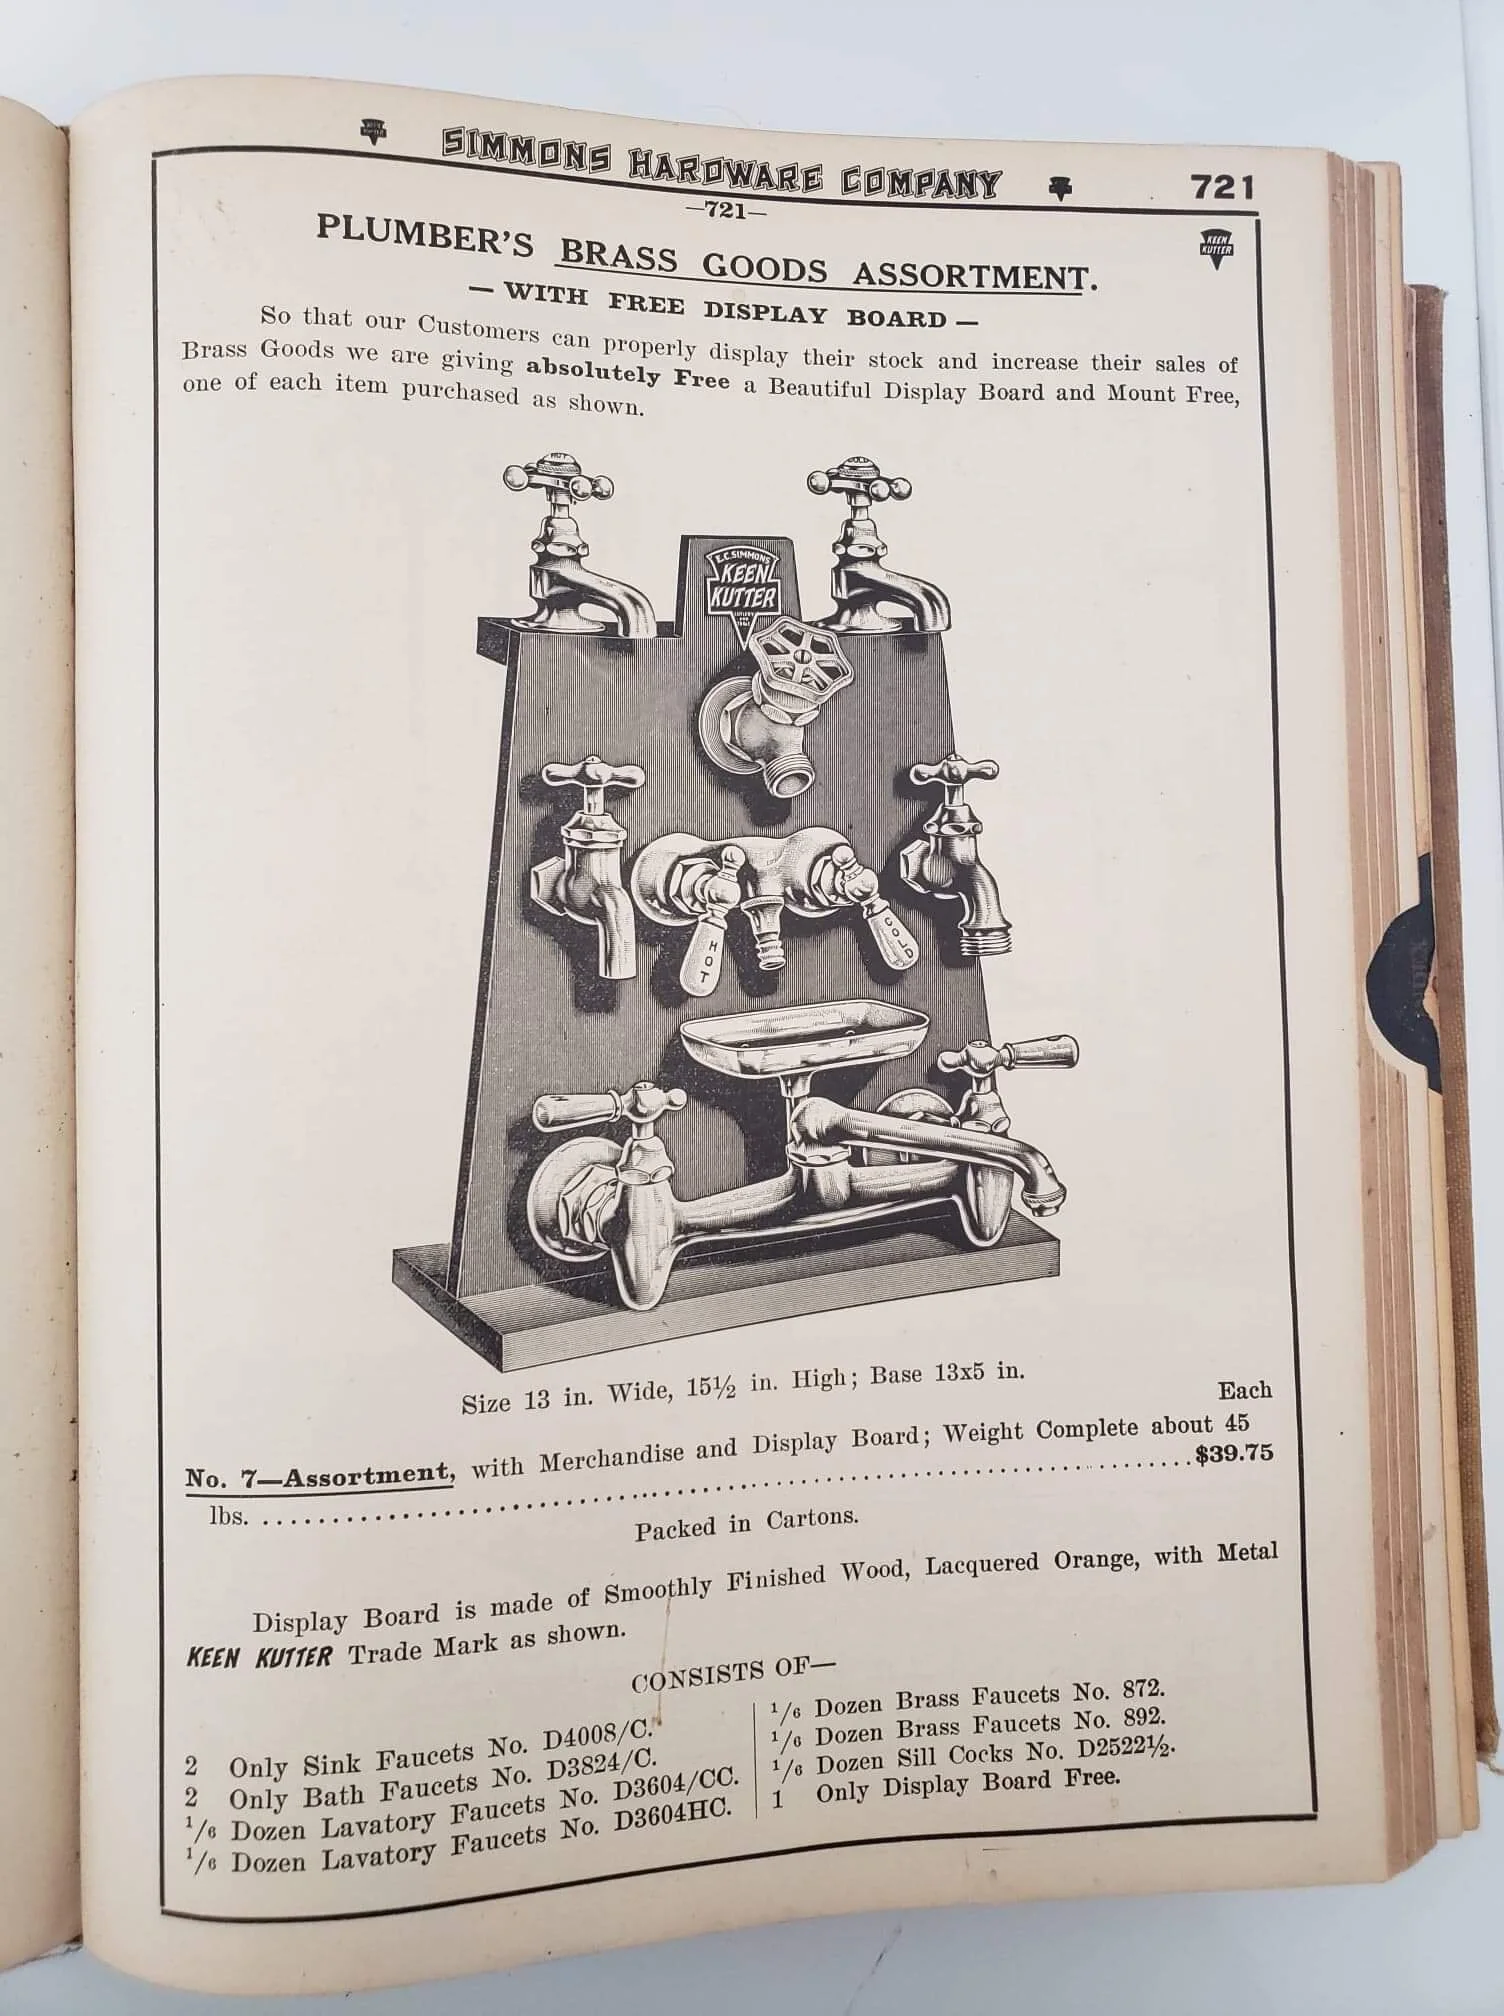 SIMMONS HARDWARE COMPANY 721
—721—
KEEN
KUTTER
PLUMBER'S BRASS GOODS ASSORTMENT.
— WITH FREE DISPLAY BOARD —
So that our Customers can properly display their stock and increase their sales of
Brass Goods we are giving absolutely Free a Beautiful Display Board and Mount Free,
one of each item purchased as shown.
HOT
COLD
E.C. SIMMONS
KEEN
KUTTER
HOT
COLD
Size 13 in. Wide, 15½ in. High; Base 13x5 in.
Each
No. 7—Assortment, with Merchandise and Display Board; Weight Complete about 45
lbs. ........................................................................$39.75
Packed in Cartons.
Display Board is made of Smoothly Finished Wood, Lacquered Orange, with Metal
KEEN KUTTER Trade Mark as shown.
CONSISTS OF—
2 Only Sink Faucets No. D4008/C.
2 Only Bath Faucets No. D3824/C.
1/6 Dozen Lavatory Faucets No. D3604/CC.
1/6 Dozen Lavatory Faucets No. D3604HC.
1/6 Dozen Brass Faucets No. 872.
1/6 Dozen Brass Faucets No. 892.
1/6 Dozen Sill Cocks No. D2522½.
1 Only Display Board Free.